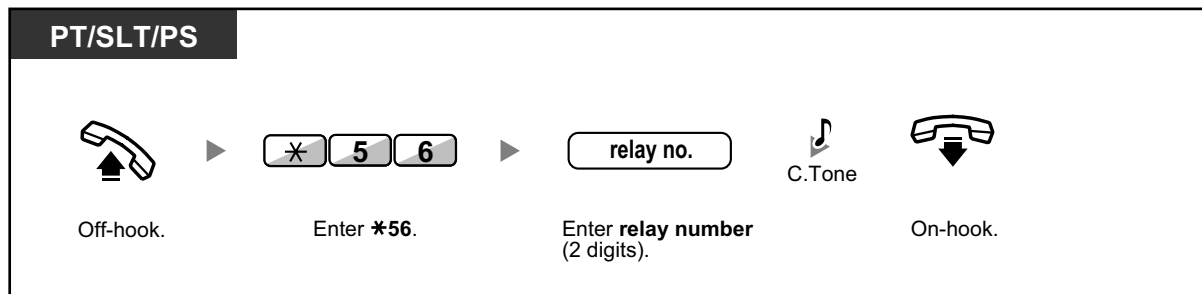 PT/SLT/PS
* 5 6
relay no.
C.Tone
Off-hook.
Enter *56.
Enter relay number
(2 digits).
On-hook.